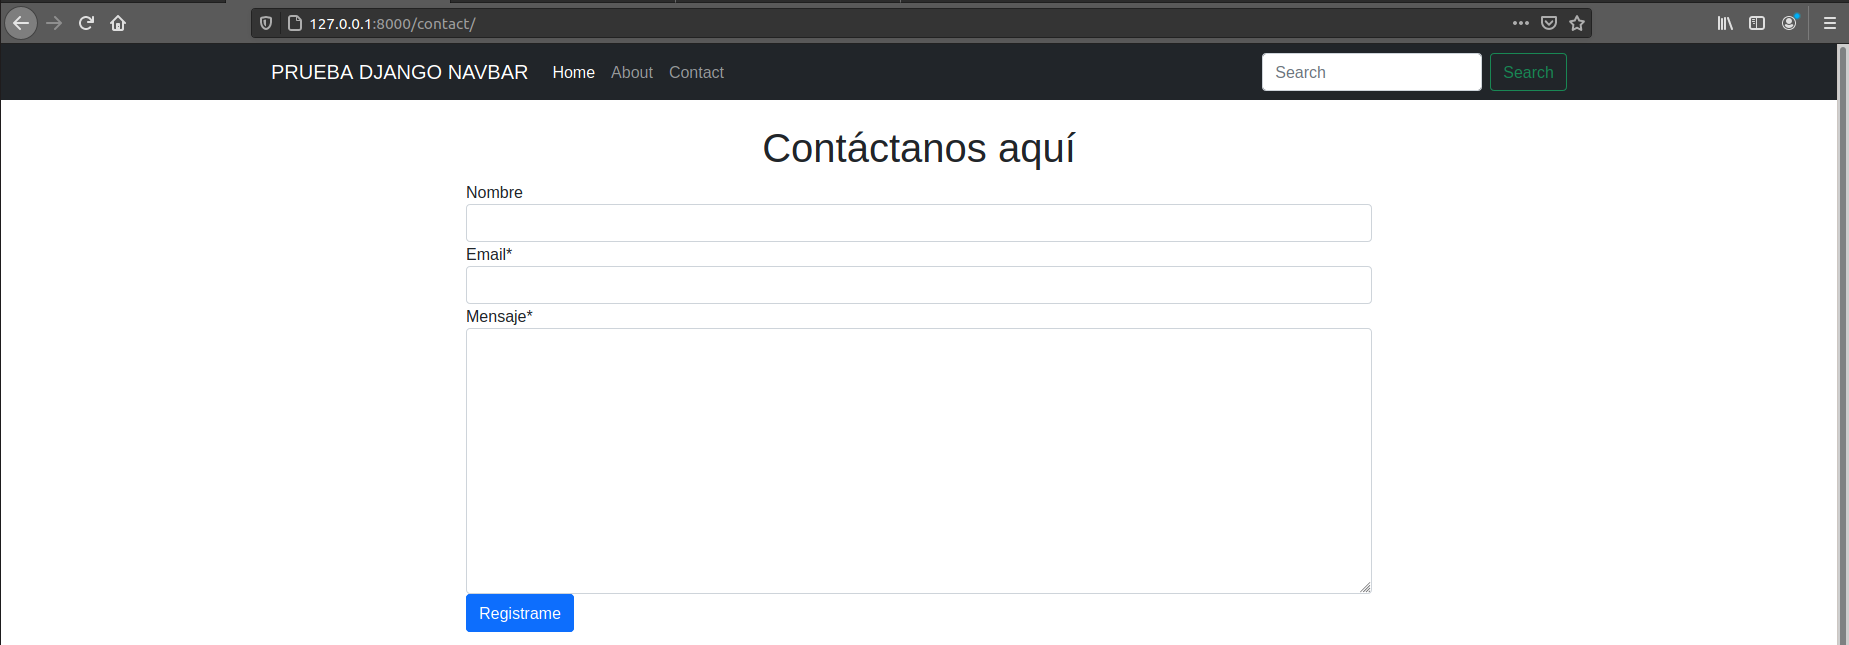 127.0.0.1:8000/contact/
PRUEBA DJANGO NAVBAR Home About Contact Search Search
Contáctanos aquí
Nombre
Email*
Mensaje*
Registrame